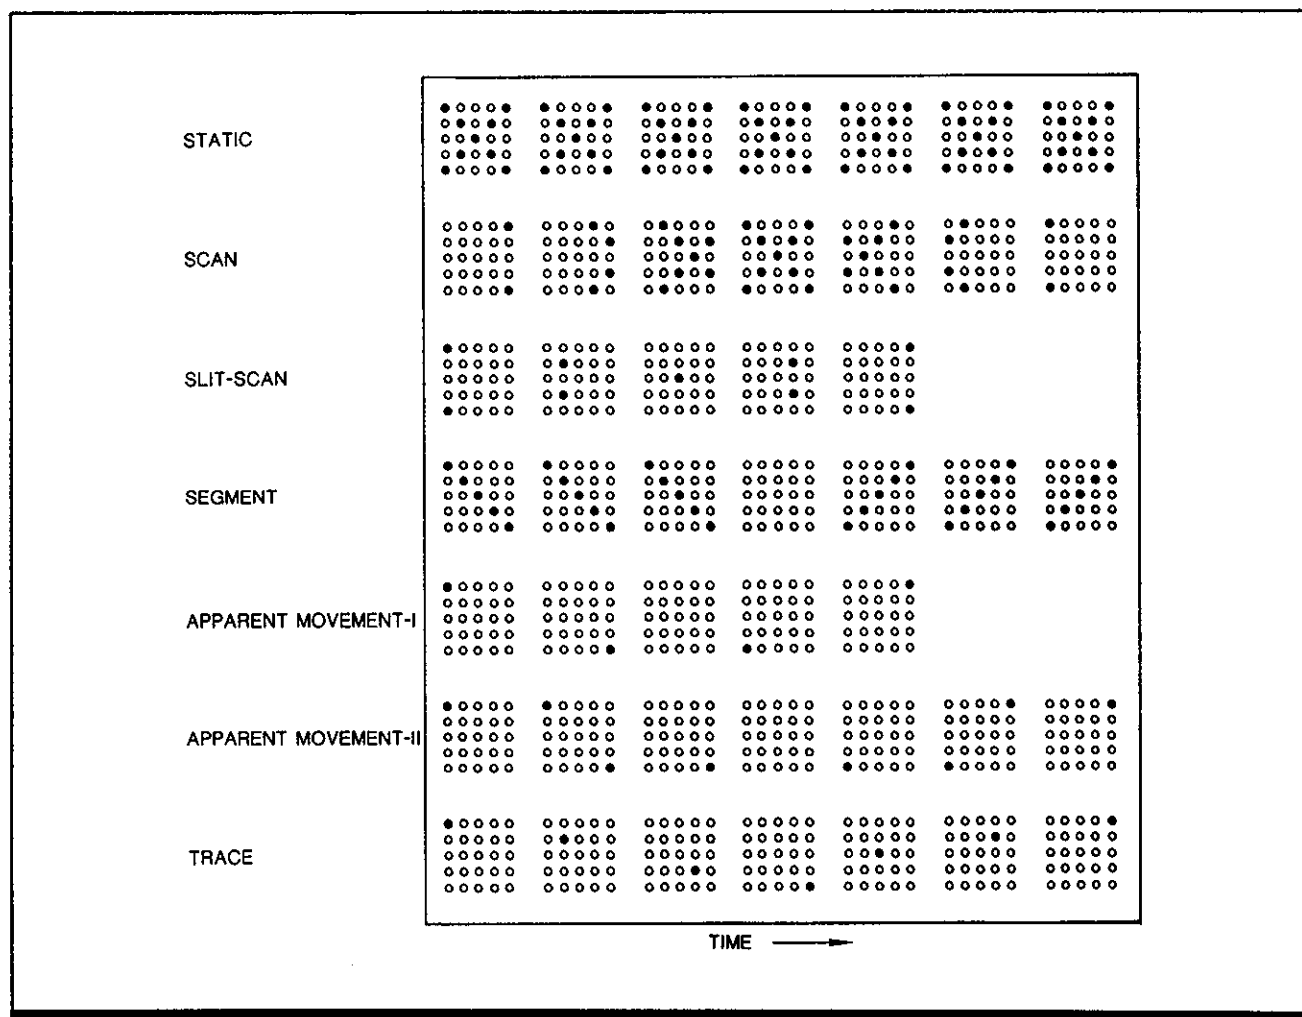 STATIC
SCAN
SLIT-SCAN
SEGMENT
APPARENT MOVEMENT-I
APPARENT MOVEMENT-II
TRACE
TIME